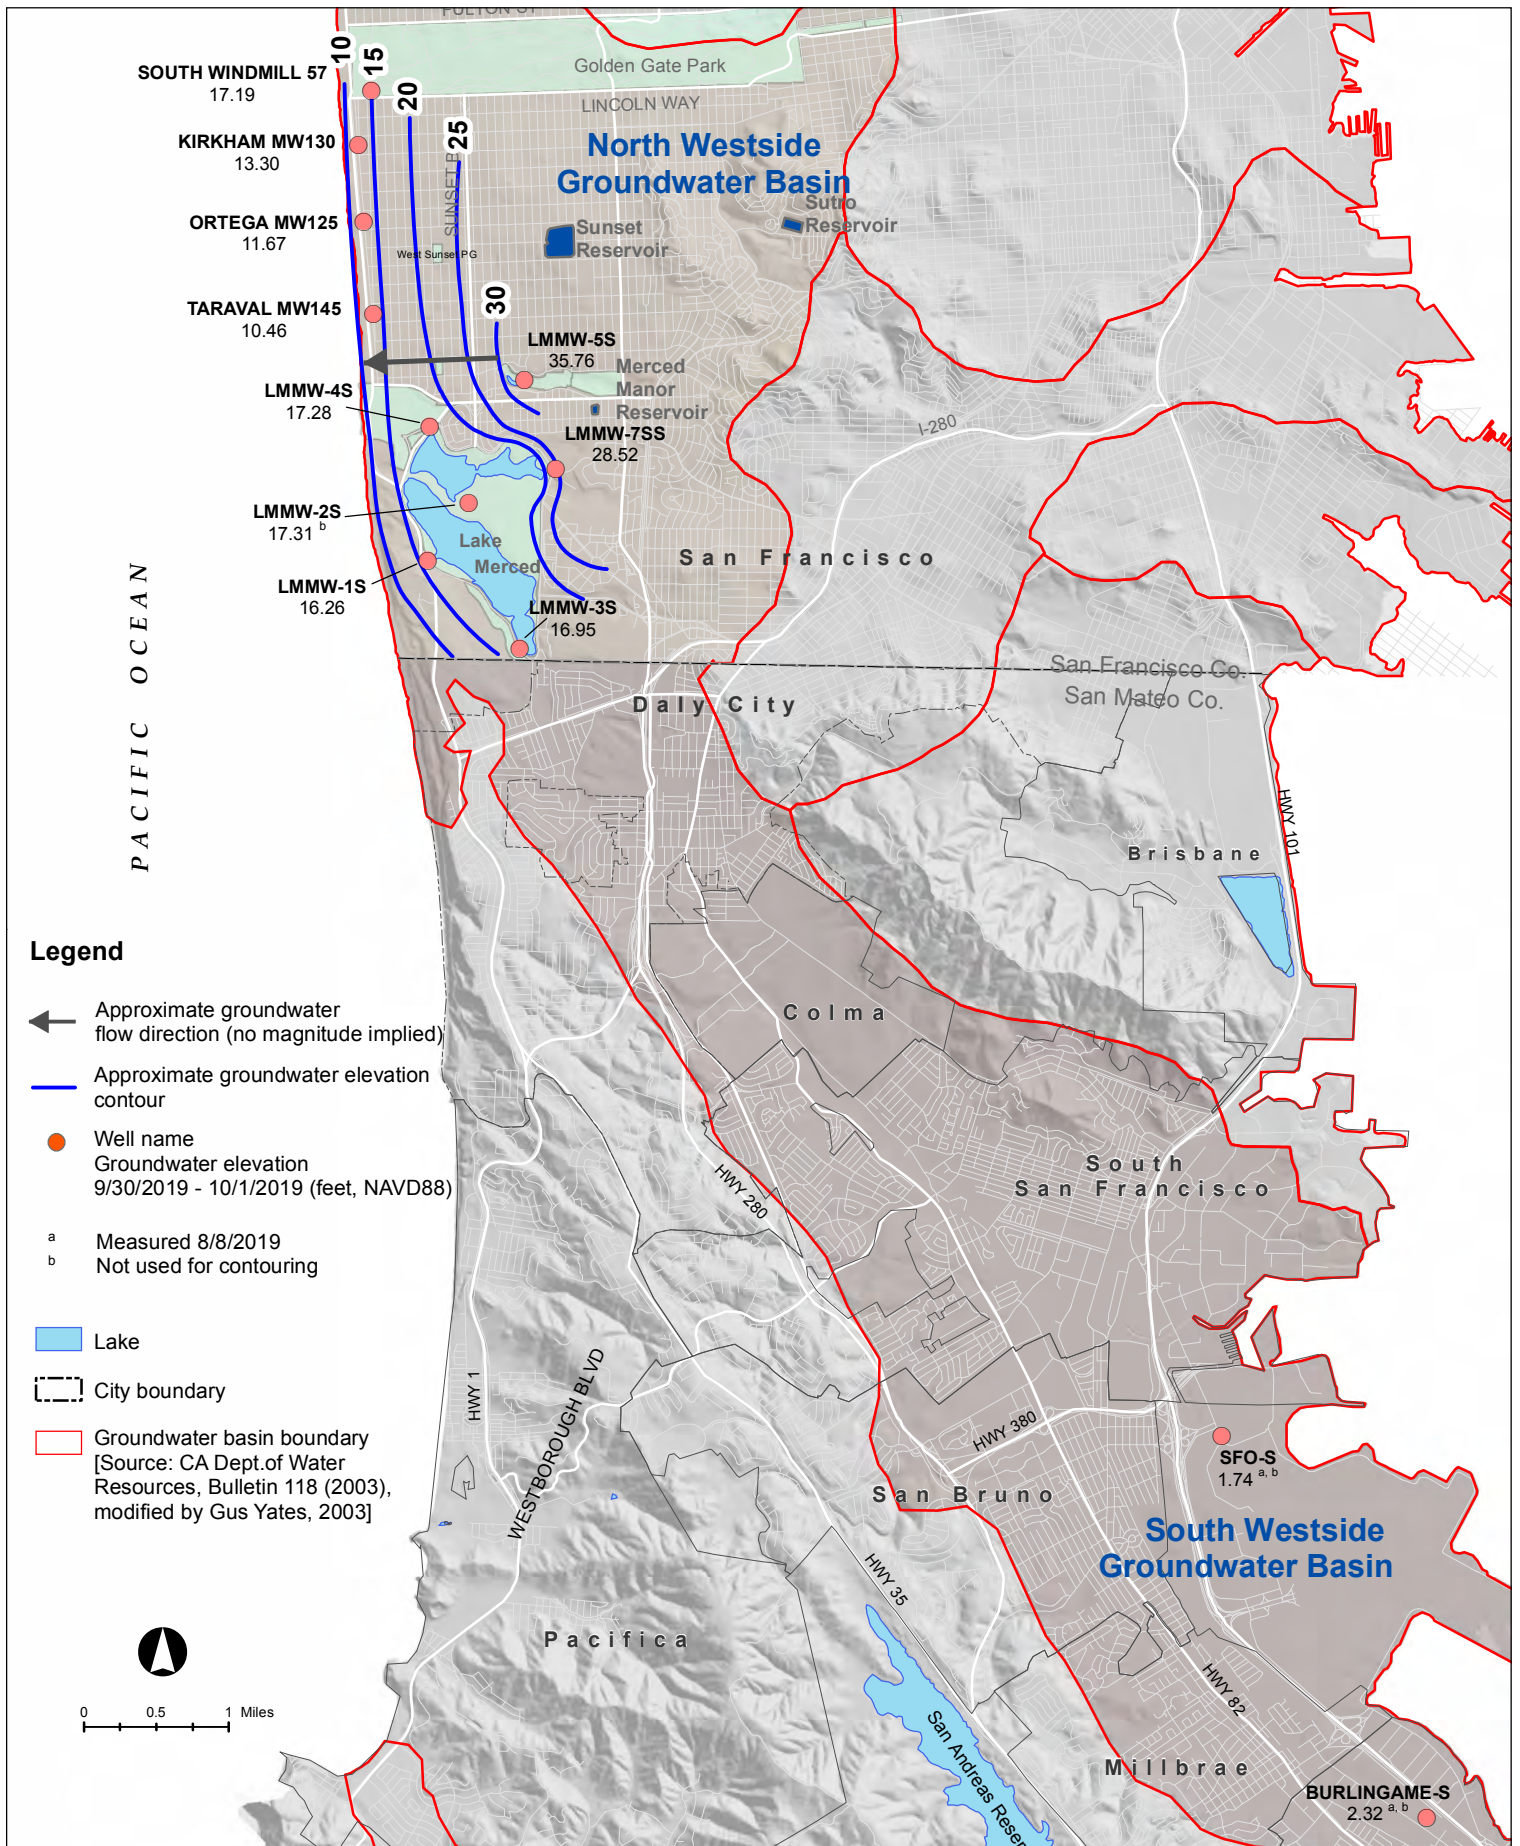 FULTON ST
10
15
20
25
30
Golden Gate Park
LINCOLN WAY
SOUTH WINDMILL 57
17.19
KIRKHAM MW130
13.30
ORTEGA MW125
11.67
TARAVAL MW145
10.46
North Westside
Groundwater Basin
SUNSET B
West Sunset PG
Sunset
Reservoir
Sutro
Reservoir
LMMW-5S
35.76
Merced
Manor
Reservoir
LMMW-4S
17.28
LMMW-7SS
28.52
I-280
LMMW-2S
17.31 b
Lake
Merced
LMMW-1S
16.26
LMMW-3S
16.95
San Francisco
PACIFIC OCEAN
San Francisco Co.
San Mateo Co.
Daly City
HWY 101
Brisbane
Colma
South
San Francisco
HWY 280
HWY 1
WESTBOROUGH BLVD
HWY 380
SFO-S
1.74 a, b
San Bruno
South Westside
Groundwater Basin
HWY 35
Pacifica
HWY 82
San Andreas Reser
Millbrae
BURLINGAME-S
2.32 a, b
Legend
Approximate groundwater
flow direction (no magnitude implied)
Approximate groundwater elevation
contour
Well name
Groundwater elevation
9/30/2019 - 10/1/2019 (feet, NAVD88)
a Measured 8/8/2019
b Not used for contouring
Lake
City boundary
Groundwater basin boundary
[Source: CA Dept.of Water
Resources, Bulletin 118 (2003),
modified by Gus Yates, 2003]
0 0.5 1 Miles